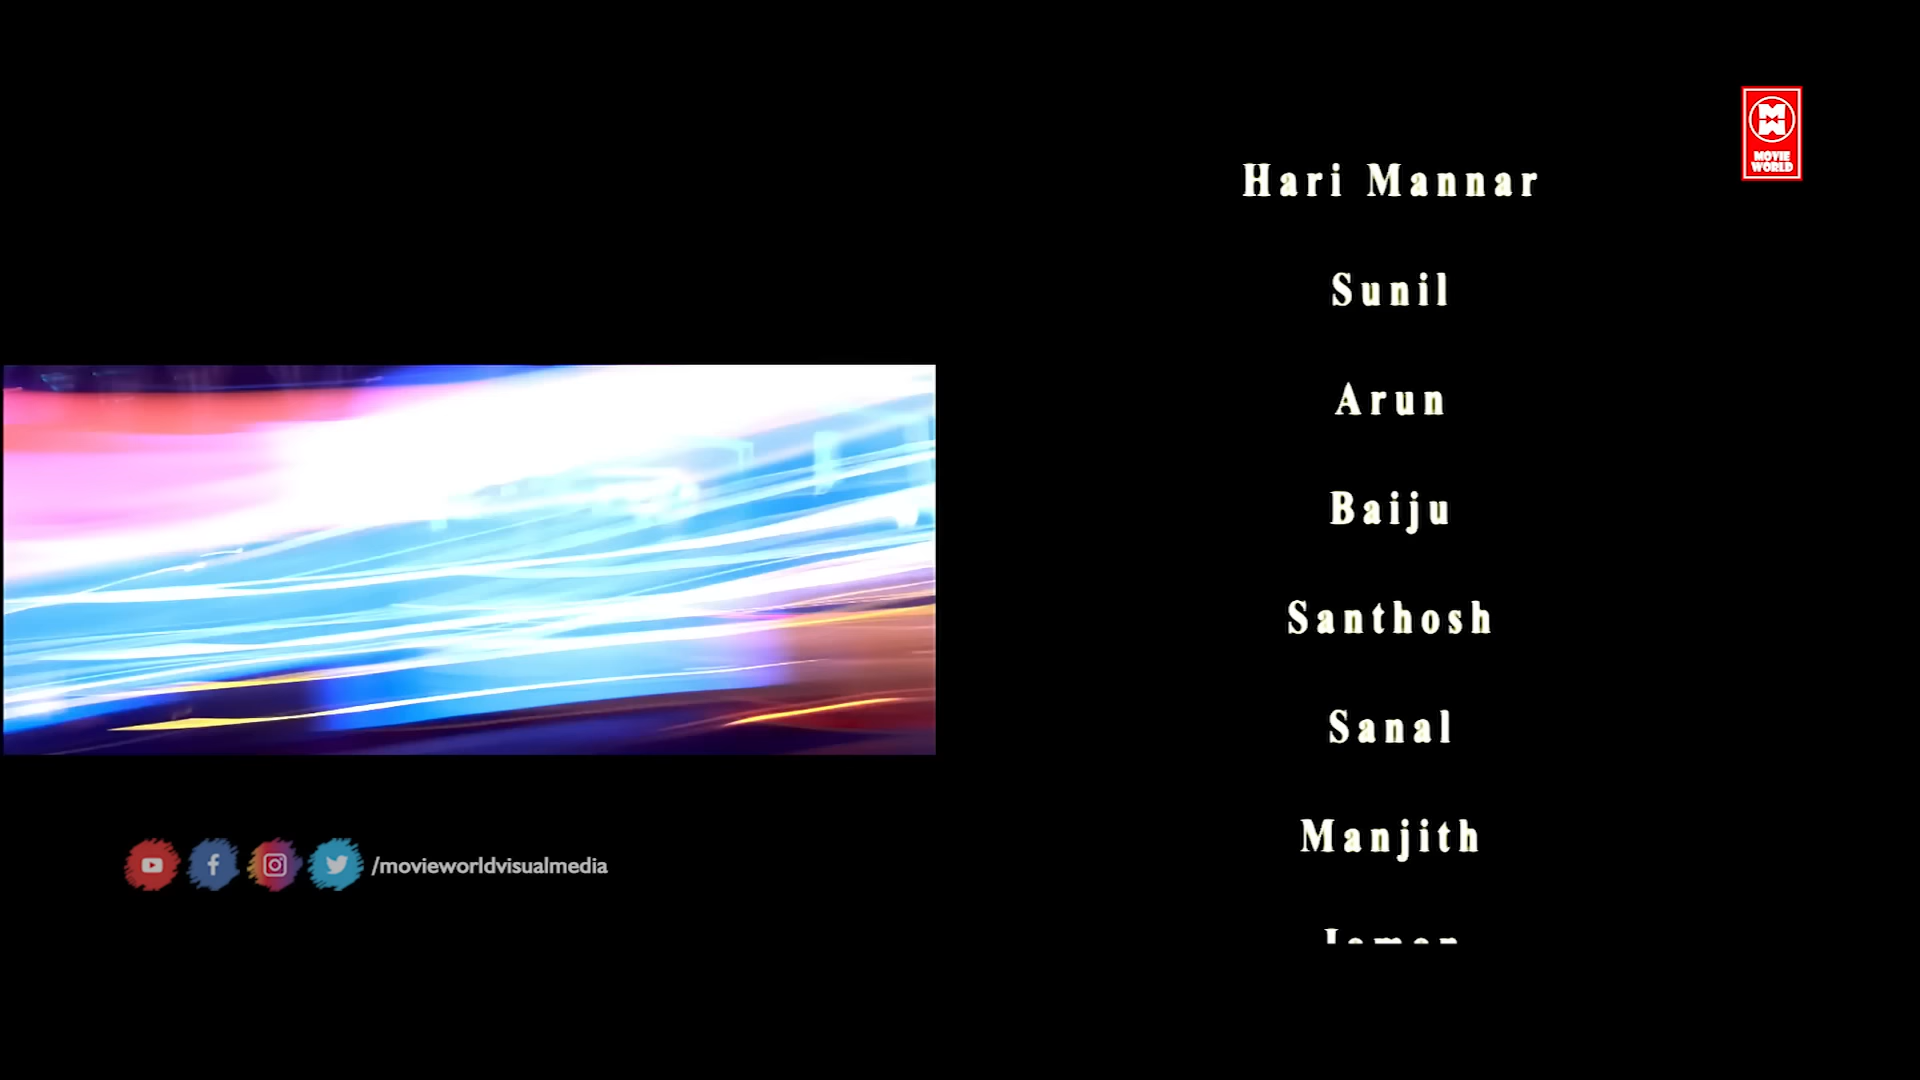 MOVIE
WORLD
Hari Mannar
Sunil
Arun
Baiju
Santhosh
Sanal
Manjith
/movieworldvisualmedia